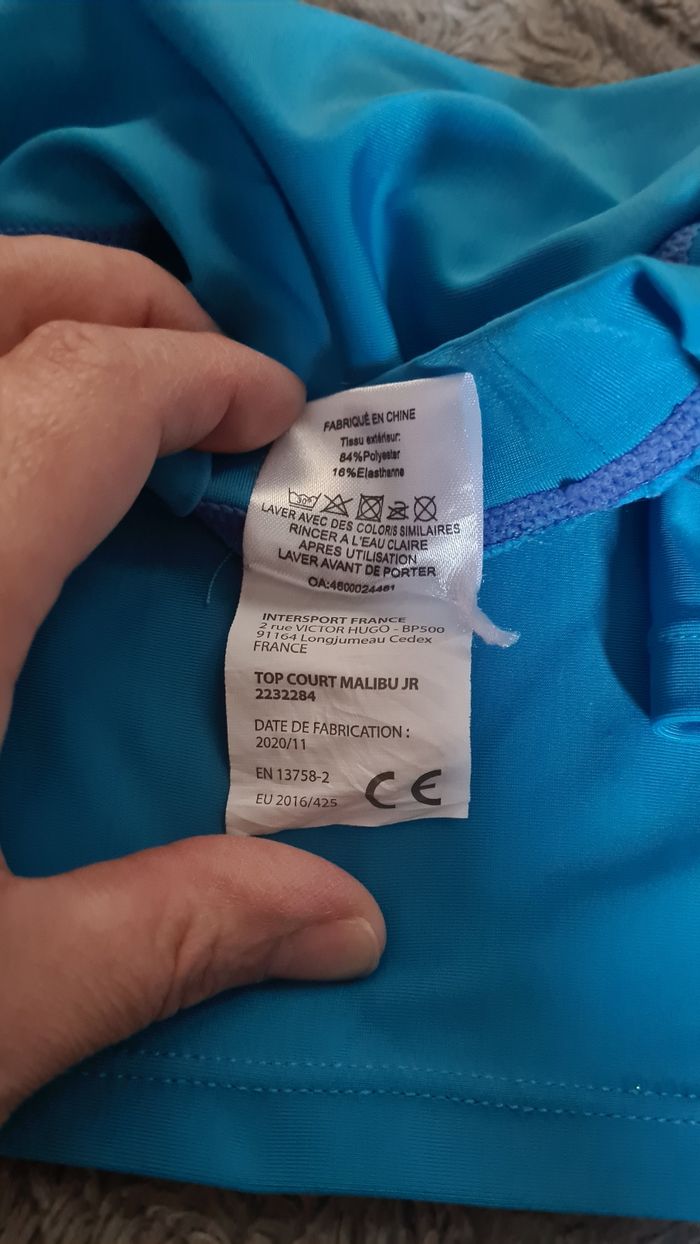 FABRIQUÉ EN CHINE
Tissu extérieur:
84%Polyester
16%Elasthanne
LAVER AVEC DES COLORIS SIMILAIRES
RINCER A L'EAU CLAIRE
APRES UTILISATION
LAVER AVANT DE PORTER
OA:4600024461
INTERSPORT FRANCE
2 rue VICTOR HUGO - BP500
91164 Longjumeau Cedex
FRANCE
TOP COURT MALIBU JR
2232284
DATE DE FABRICATION :
2020/11
EN 13758-2
EU 2016/425 CE